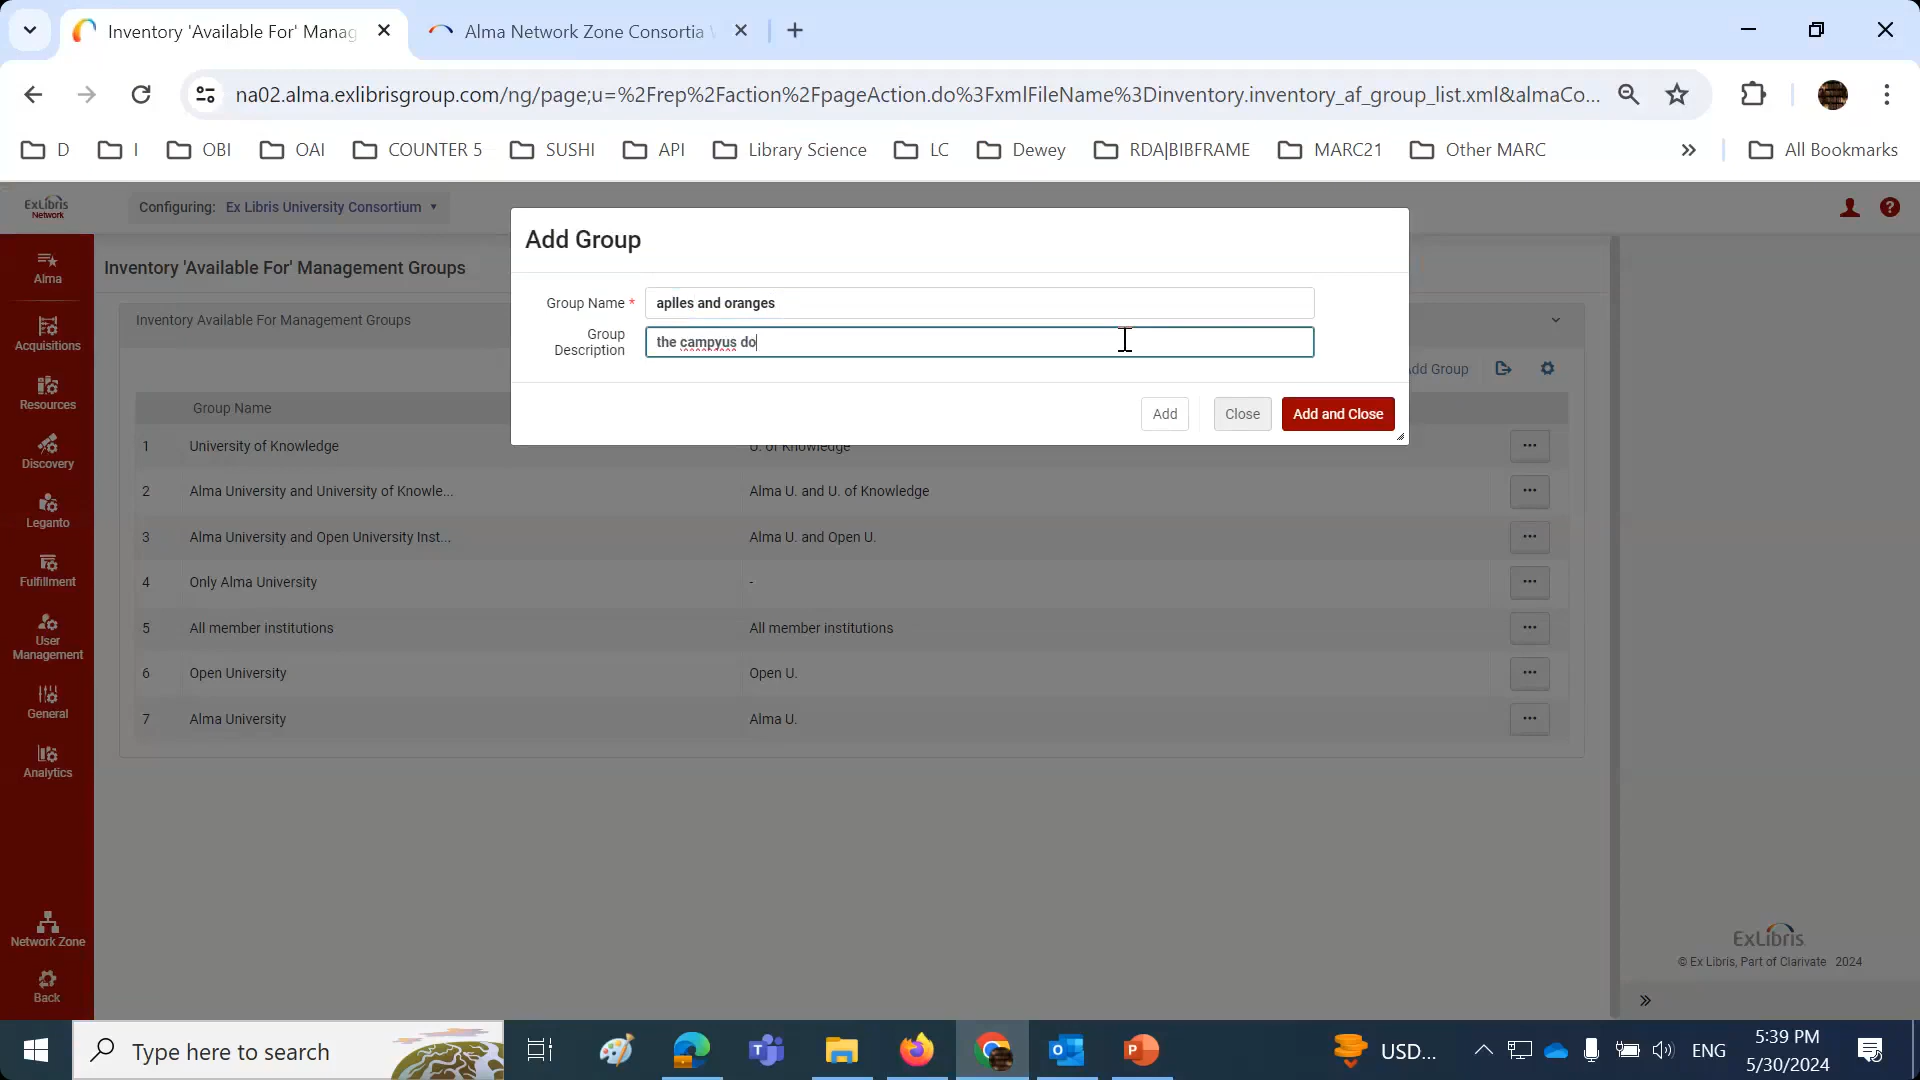 Inventory 'Available For' Manag
Alma Network Zone Consortia
na02.alma.exlibrisgroup.com/ng/page;u=%2Frep%2Faction%2FpageAction.do%3FxmlFileName%3Dinventory.inventory_af_group_list.xml&almaCo...
D I OBI OAI COUNTER 5 SUSHI API Library Science LC Dewey RDA|BIBFRAME MARC21 Other MARC » All Bookmarks
ExLibris
Network
Configuring: Ex Libris University Consortium
Add Group
Alma
Inventory 'Available For' Management Groups
Inventory Available For Management Groups
Group Name * aplles and oranges
Group
Description
the campyus do
Acquisitions
dd Group
Add Close Add and Close
Resources
Group Name
1 University of Knowledge U. of Knowledge
Discovery
2 Alma University and University of Knowle... Alma U. and U. of Knowledge
Leganto
3 Alma University and Open University Inst... Alma U. and Open U.
Fulfillment
4 Only Alma University -
5 All member institutions All member institutions
User
Management
6 Open University Open U.
General
7 Alma University Alma U.
Analytics
Network Zone
Back
ExLibris
© Ex Libris, Part of Clarivate 2024
Type here to search
USD...
ENG
5:39 PM
5/30/2024